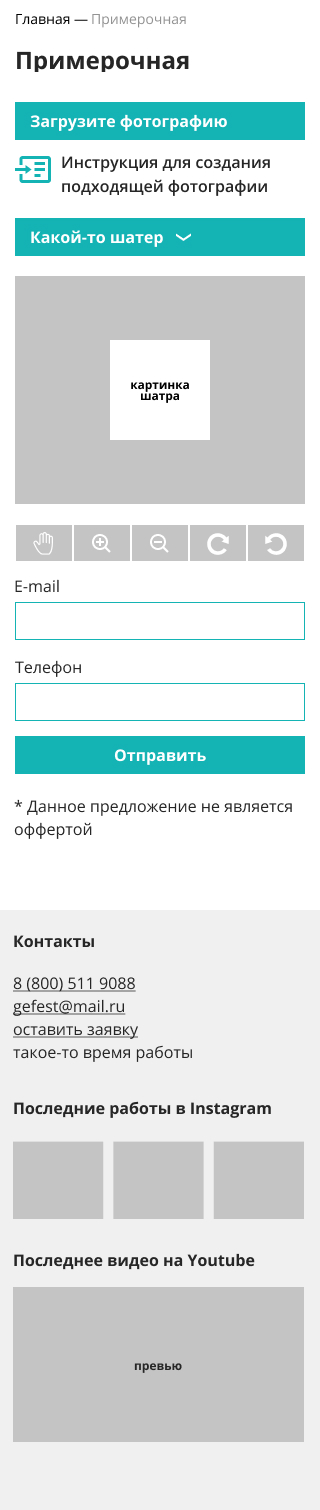 Главная — Примерочная
Примерочная
Загрузите фотографию
Инструкция для создания
подходящей фотографии
Какой-то шатер
картинка
шатра
E-mail
Телефон
Отправить
* Данное предложение не является
оффертой
Контакты
8 (800) 511 9088
gefest@mail.ru
оставить заявку
такое-то время работы
Последние работы в Instagram
Последнее видео на Youtube
превью